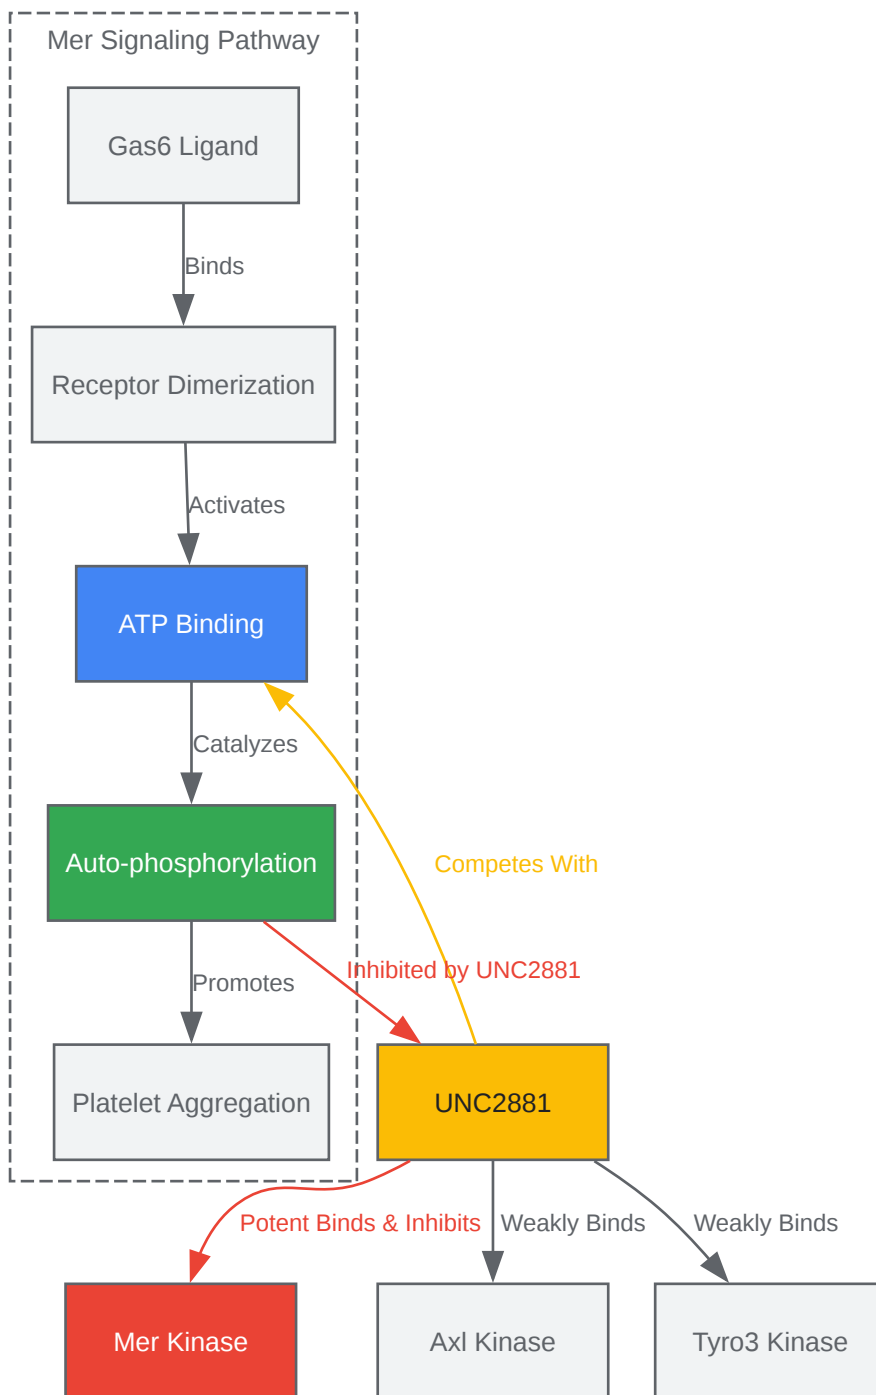 Mer Signaling Pathway
Gas6 Ligand
Binds
Receptor Dimerization
Activates
ATP Binding
Catalyzes
Auto-phosphorylation
Competes With
Inhibited by UNC2881
Promotes
Platelet Aggregation
UNC2881
Potent Binds & Inhibits
Weakly Binds
Weakly Binds
Mer Kinase
Axl Kinase
Tyro3 Kinase